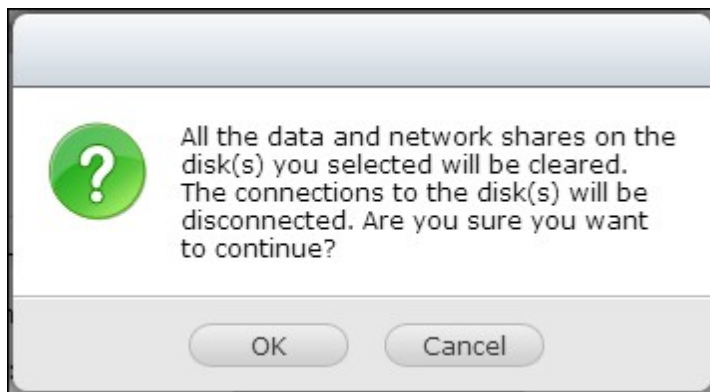 ?
All the data and network shares on the
disk(s) you selected will be cleared.
The connections to the disk(s) will be
disconnected. Are you sure you want
to continue?
OK Cancel